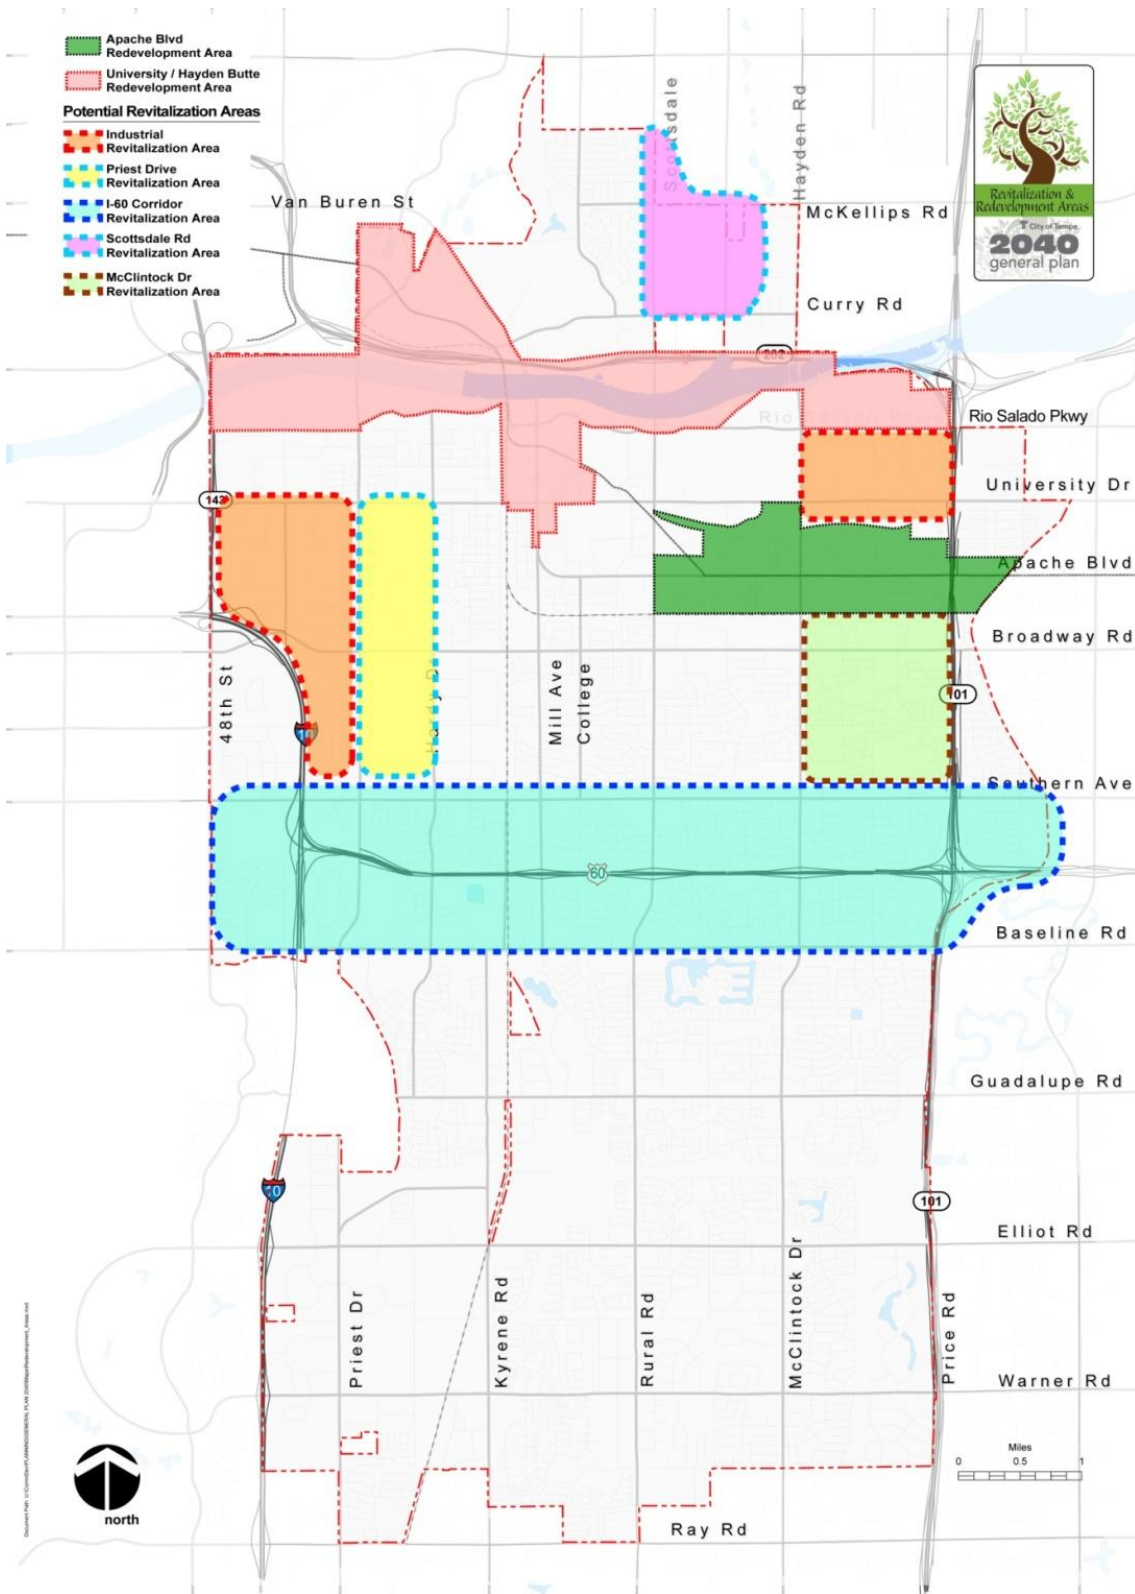 Apache Blvd
Redevelopment Area
University / Hayden Butte
Redevelopment Area
Potential Revitalization Areas
Industrial
Revitalization Area
Priest Drive
Revitalization Area
I-60 Corridor
Revitalization Area
Scottsdale Rd
Revitalization Area
McClintock Dr
Revitalization Area
Revitalization &
Redevelopment Areas
City of Tempe
2040
general plan
Scottsdale
Hayden Rd
Van Buren St
McKellips Rd
Curry Rd
202
Rio Salado Pkwy
University Dr
143
Apache Blvd
Broadway Rd
48th St
Hardy Dr
Mill Ave
College
101
10
Southern Ave
60
Baseline Rd
Guadalupe Rd
10
101
Elliot Rd
Priest Dr
Kyrene Rd
Rural Rd
McClintock Dr
Price Rd
Warner Rd
Miles
0 0.5 1
north
Ray Rd